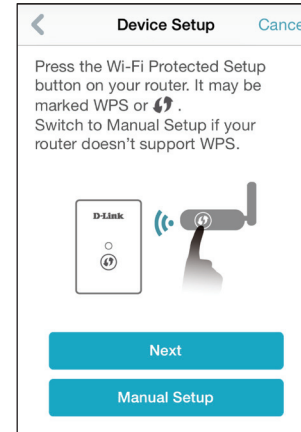 Device Setup Cance
Press the Wi-Fi Protected Setup
button on your router. It may be
marked WPS or .
Switch to Manual Setup if your
router doesn't support WPS.
D-Link
Next
Manual Setup